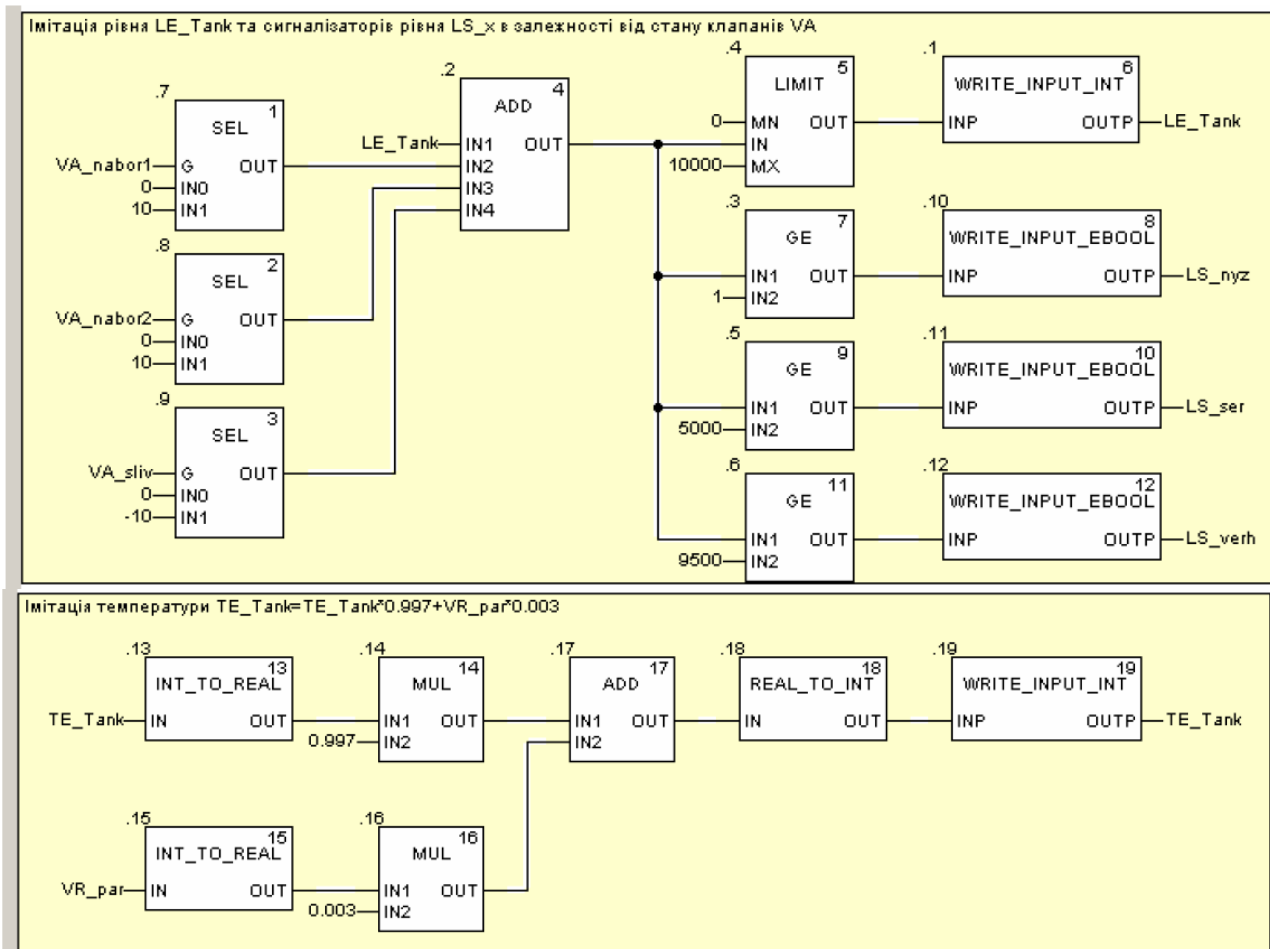 Імітація рівня LE_Tank та сигналізаторів рівня LS_x в залежності від стану клапанів VA
.7
1
SEL
VA_nabor1 G OUT
0 IN0
10 IN1
.8
2
SEL
VA_nabor2 G OUT
0 IN0
10 IN1
.9
3
SEL
VA_sliv G OUT
0 IN0
-10 IN1
.2
4
ADD
LE_Tank IN1 OUT
IN2
IN3
IN4
.4
5
LIMIT
0 MN OUT
IN
10000 MX
.1
6
WRITE_INPUT_INT
INP OUTP LE_Tank
.3
7
GE
IN1 OUT
1 IN2
.10
8
WRITE_INPUT_EBOOL
INP OUTP LS_nyz
.5
9
GE
IN1 OUT
5000 IN2
.11
10
WRITE_INPUT_EBOOL
INP OUTP LS_ser
.6
11
GE
IN1 OUT
9500 IN2
.12
12
WRITE_INPUT_EBOOL
INP OUTP LS_verh
Імітація температури TE_Tank=TE_Tank*0.997+VR_par*0.003
.13
13
INT_TO_REAL
TE_Tank IN OUT
.14
14
MUL
IN1 OUT
0.997 IN2
.17
17
ADD
IN1 OUT
IN2
.18
18
REAL_TO_INT
IN OUT
.19
19
WRITE_INPUT_INT
INP OUTP TE_Tank
.15
15
INT_TO_REAL
VR_par IN OUT
.16
16
MUL
IN1 OUT
0.003 IN2